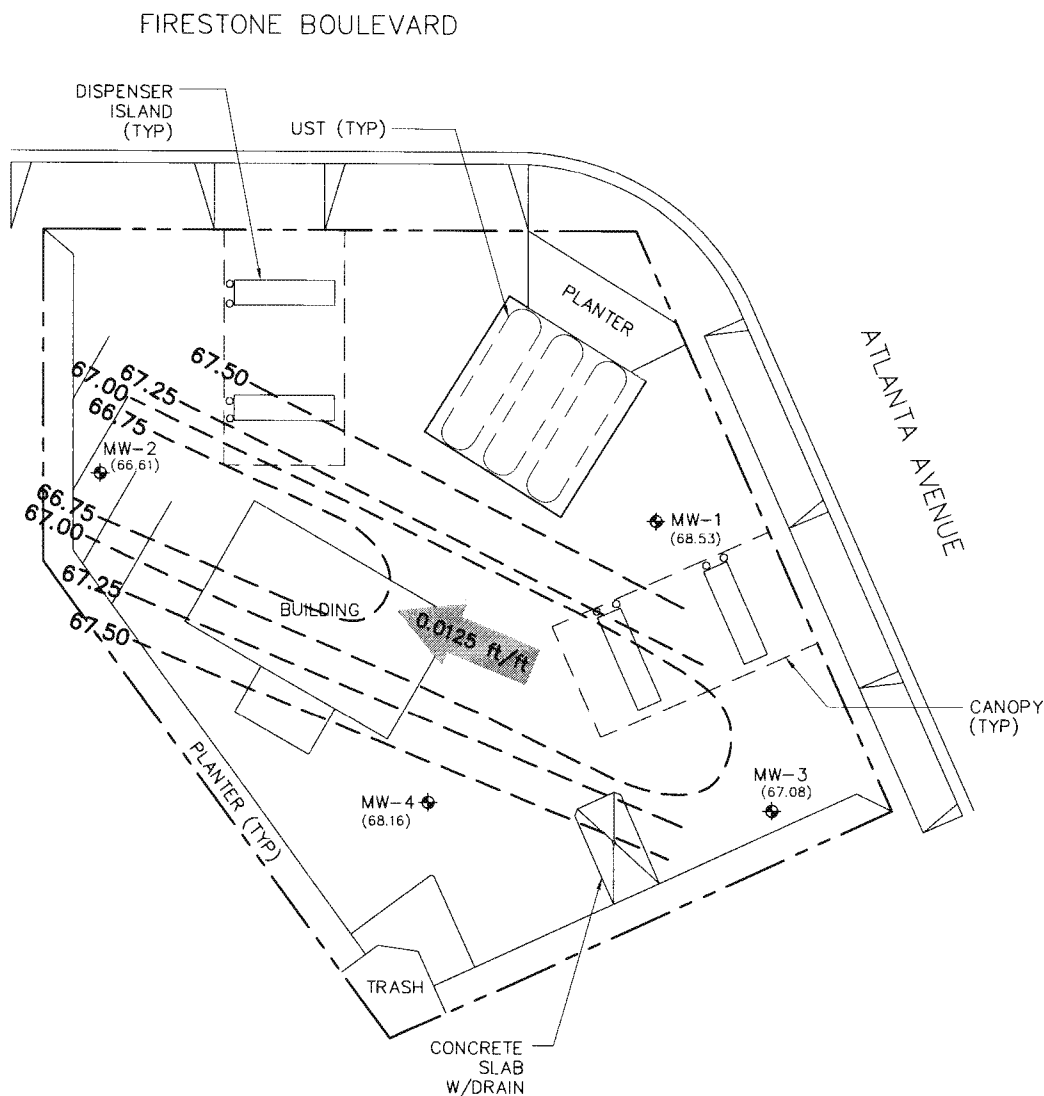 FIRESTONE BOULEVARD
DISPENSER
ISLAND
(TYP)
UST (TYP)
PLANTER
ATLANTA AVENUE
67.50
67.25
67.00
66.75
MW-2
(66.61)
66.75
67.00
67.25
67.50
MW-1
(68.53)
BUILDING
0.0125 ft/ft
CANOPY
(TYP)
MW-3
(67.08)
MW-4
(68.16)
PLANTER (TYP)
TRASH
CONCRETE
SLAB
W/DRAIN